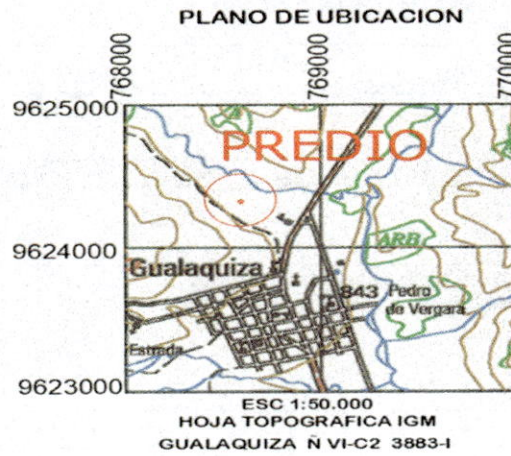 PLANO DE UBICACION
768000
769000
770000
9625000
PREDIO
9624000
ARB.
Gualaquiza
843
Pedro
de Vergara
Estrada
9623000
ESC 1:50.000
HOJA TOPOGRAFICA IGM
GUALAQUIZA Ñ VI-C2 3883-I